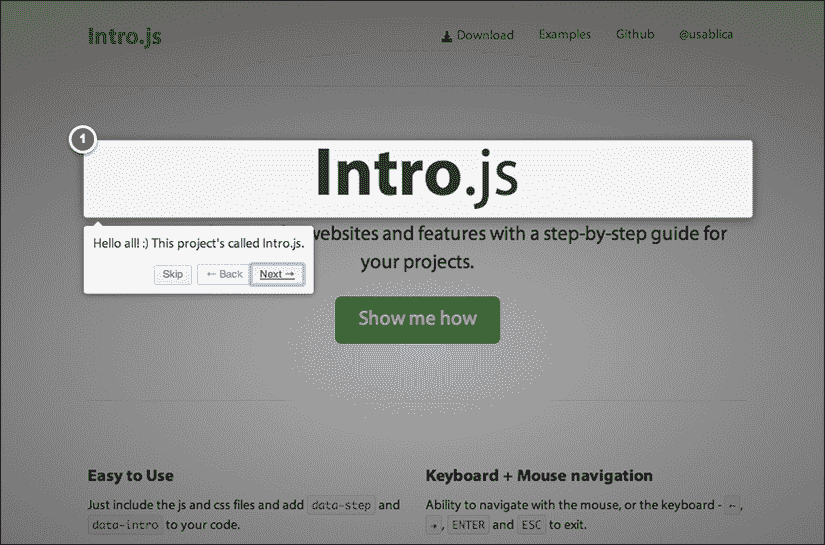 Intro.js
Download Examples Github @usablica
1
Intro.js
websites and features with a step-by-step guide for
your projects.
Hello all! :) This project's called Intro.js.
Skip ← Back Next →
Show me how
Easy to Use
Just include the js and css files and add data-step and
data-intro to your code.
Keyboard + Mouse navigation
Ability to navigate with the mouse, or the keyboard - ←,
→, ENTER and ESC to exit.